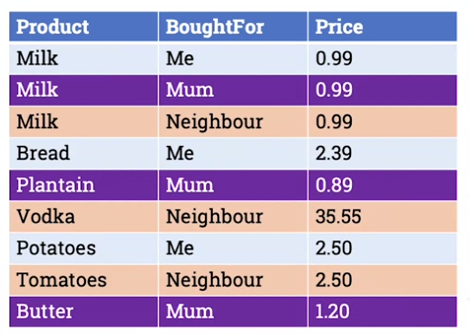 Product BoughtFor Price
Milk Me 0.99
Milk Mum 0.99
Milk Neighbour 0.99
Bread Me 2.39
Plantain Mum 0.89
Vodka Neighbour 35.55
Potatoes Me 2.50
Tomatoes Neighbour 2.50
Butter Mum 1.20